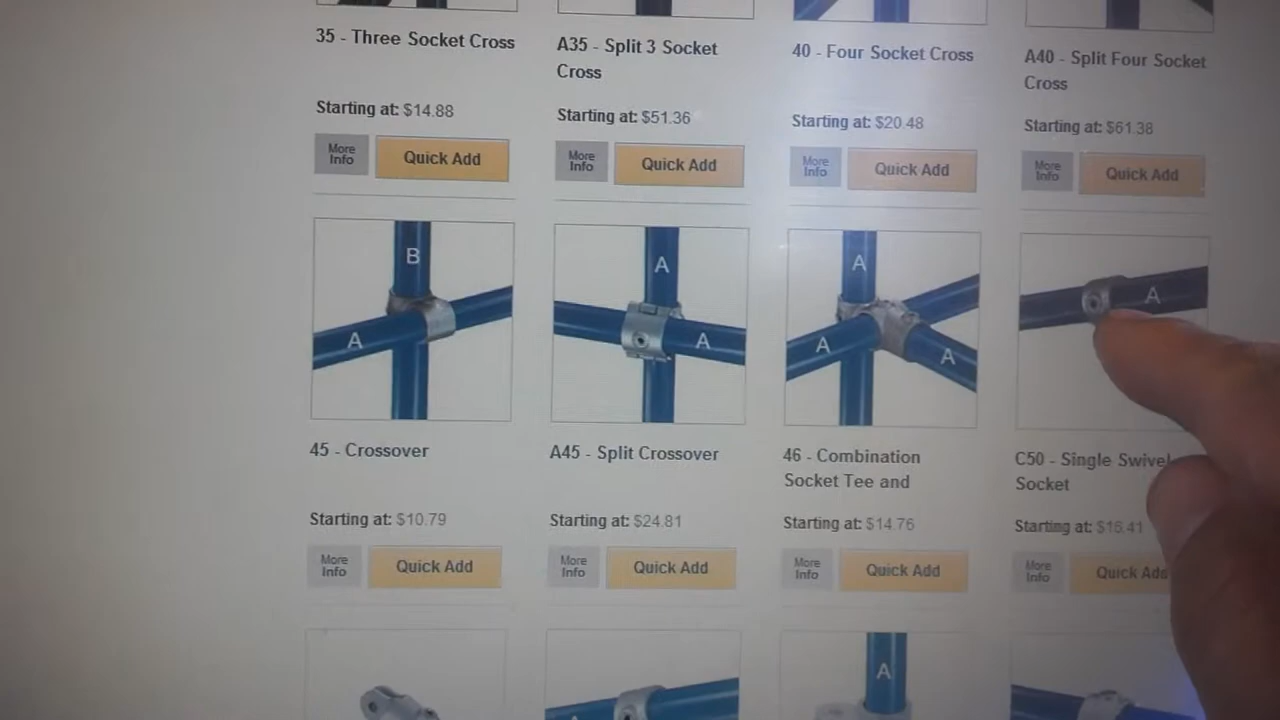 35 - Three Socket Cross
A35 - Split 3 Socket
Cross
40 - Four Socket Cross
A40 - Split Four Socket
Cross
Starting at: $14.88
Starting at: $51.36
Starting at: $20.48
Starting at: $61.38
More
Info
Quick Add
More
Info
Quick Add
More
Info
Quick Add
More
Info
Quick Add
B
A
A
A
A
A
A
A
45 - Crossover
A45 - Split Crossover
46 - Combination
Socket Tee and
C50 - Single Swivel
Socket
Starting at: $10.79
Starting at: $24.81
Starting at: $14.76
Starting at: $15.41
More
Info
Quick Add
More
Info
Quick Add
More
Info
Quick Add
More
Info
Quick Add
A